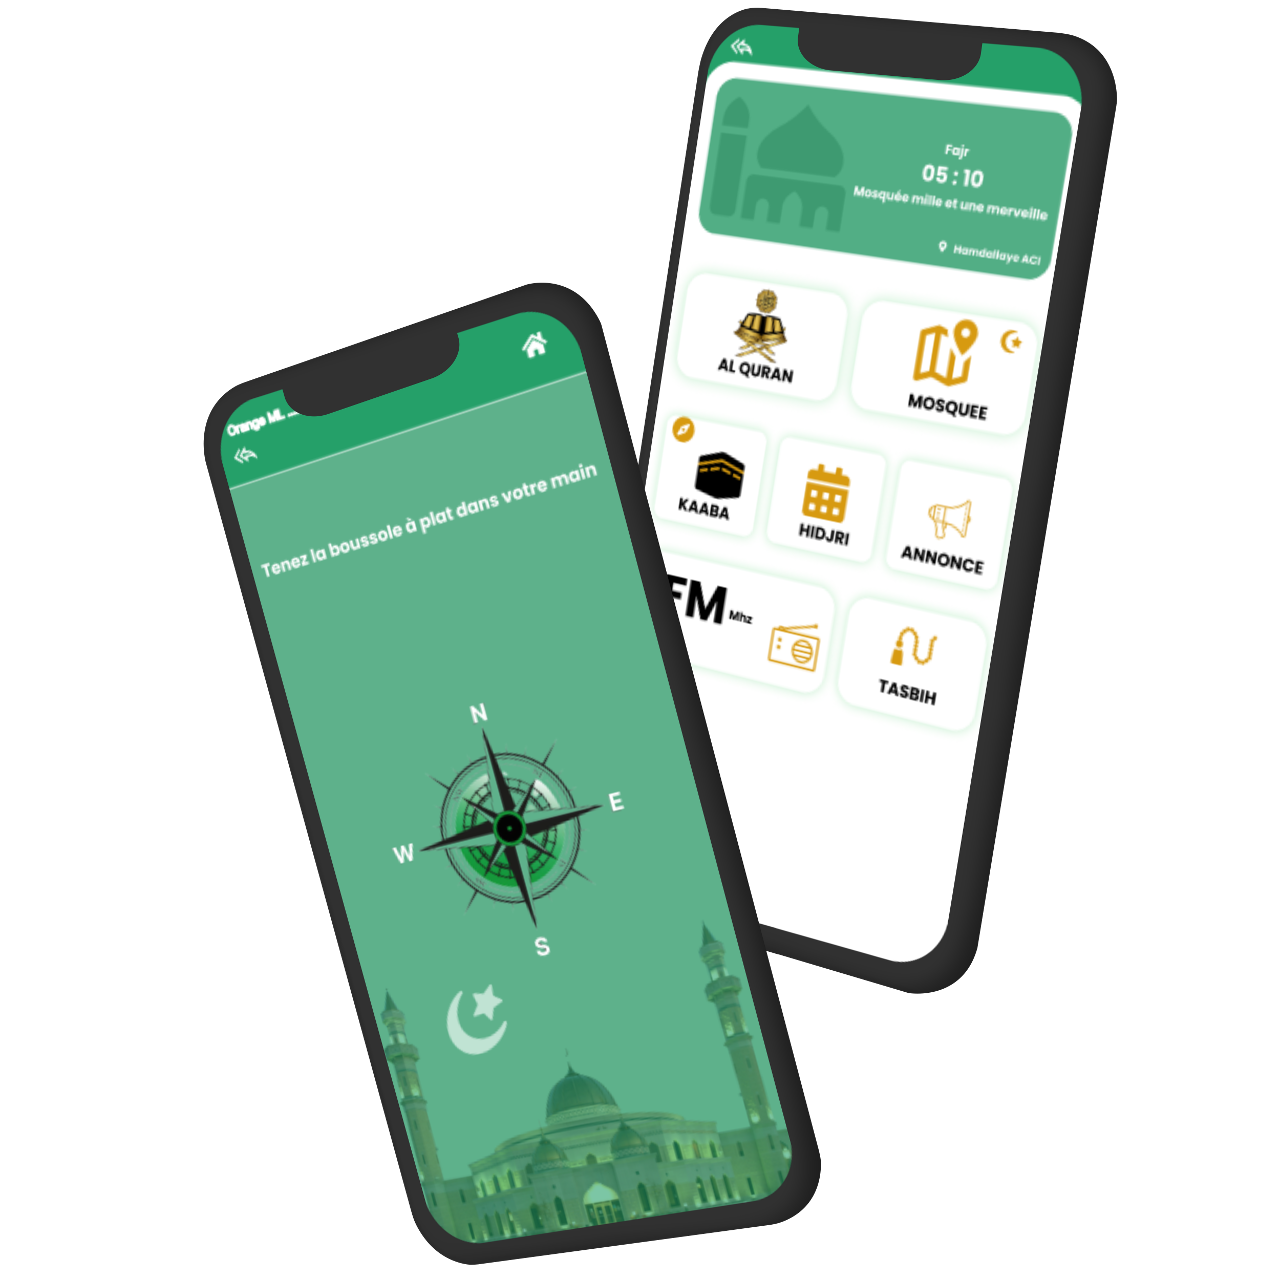 Orange ML
Tenez la boussole à plat dans votre main
N
E
W
S
Fajr
05 : 10
Mosquée mille et une merveille
Hamdallaye ACI
AL QURAN
MOSQUEE
KAABA
HIDJRI
ANNONCE
FM Mhz
TASBIH